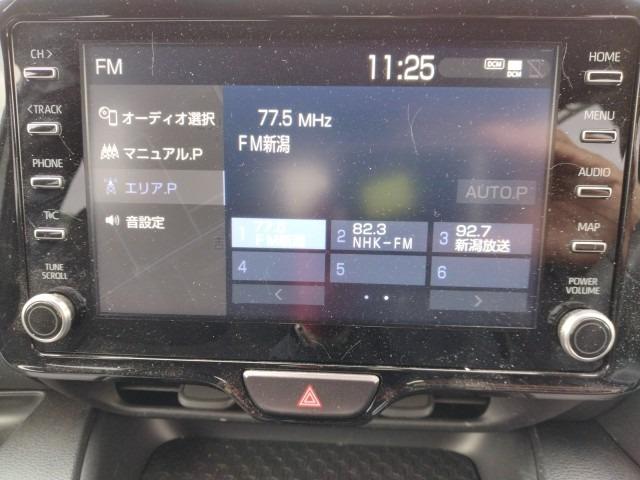 CH >
<TRACK
PHONE
T/C
TUNE
SCROLL
FM
11:25
DCM
DCM
オーディオ選択
マニュアル.P
エリア.P
音設定
77.5 MHz
FM新潟
AUTO.P
1
2 82.3
NHK-FM
3 92.7
新潟放送
4
5
6
<
>
HOME
MENU
AUDIO
MAP
POWER
VOLUME